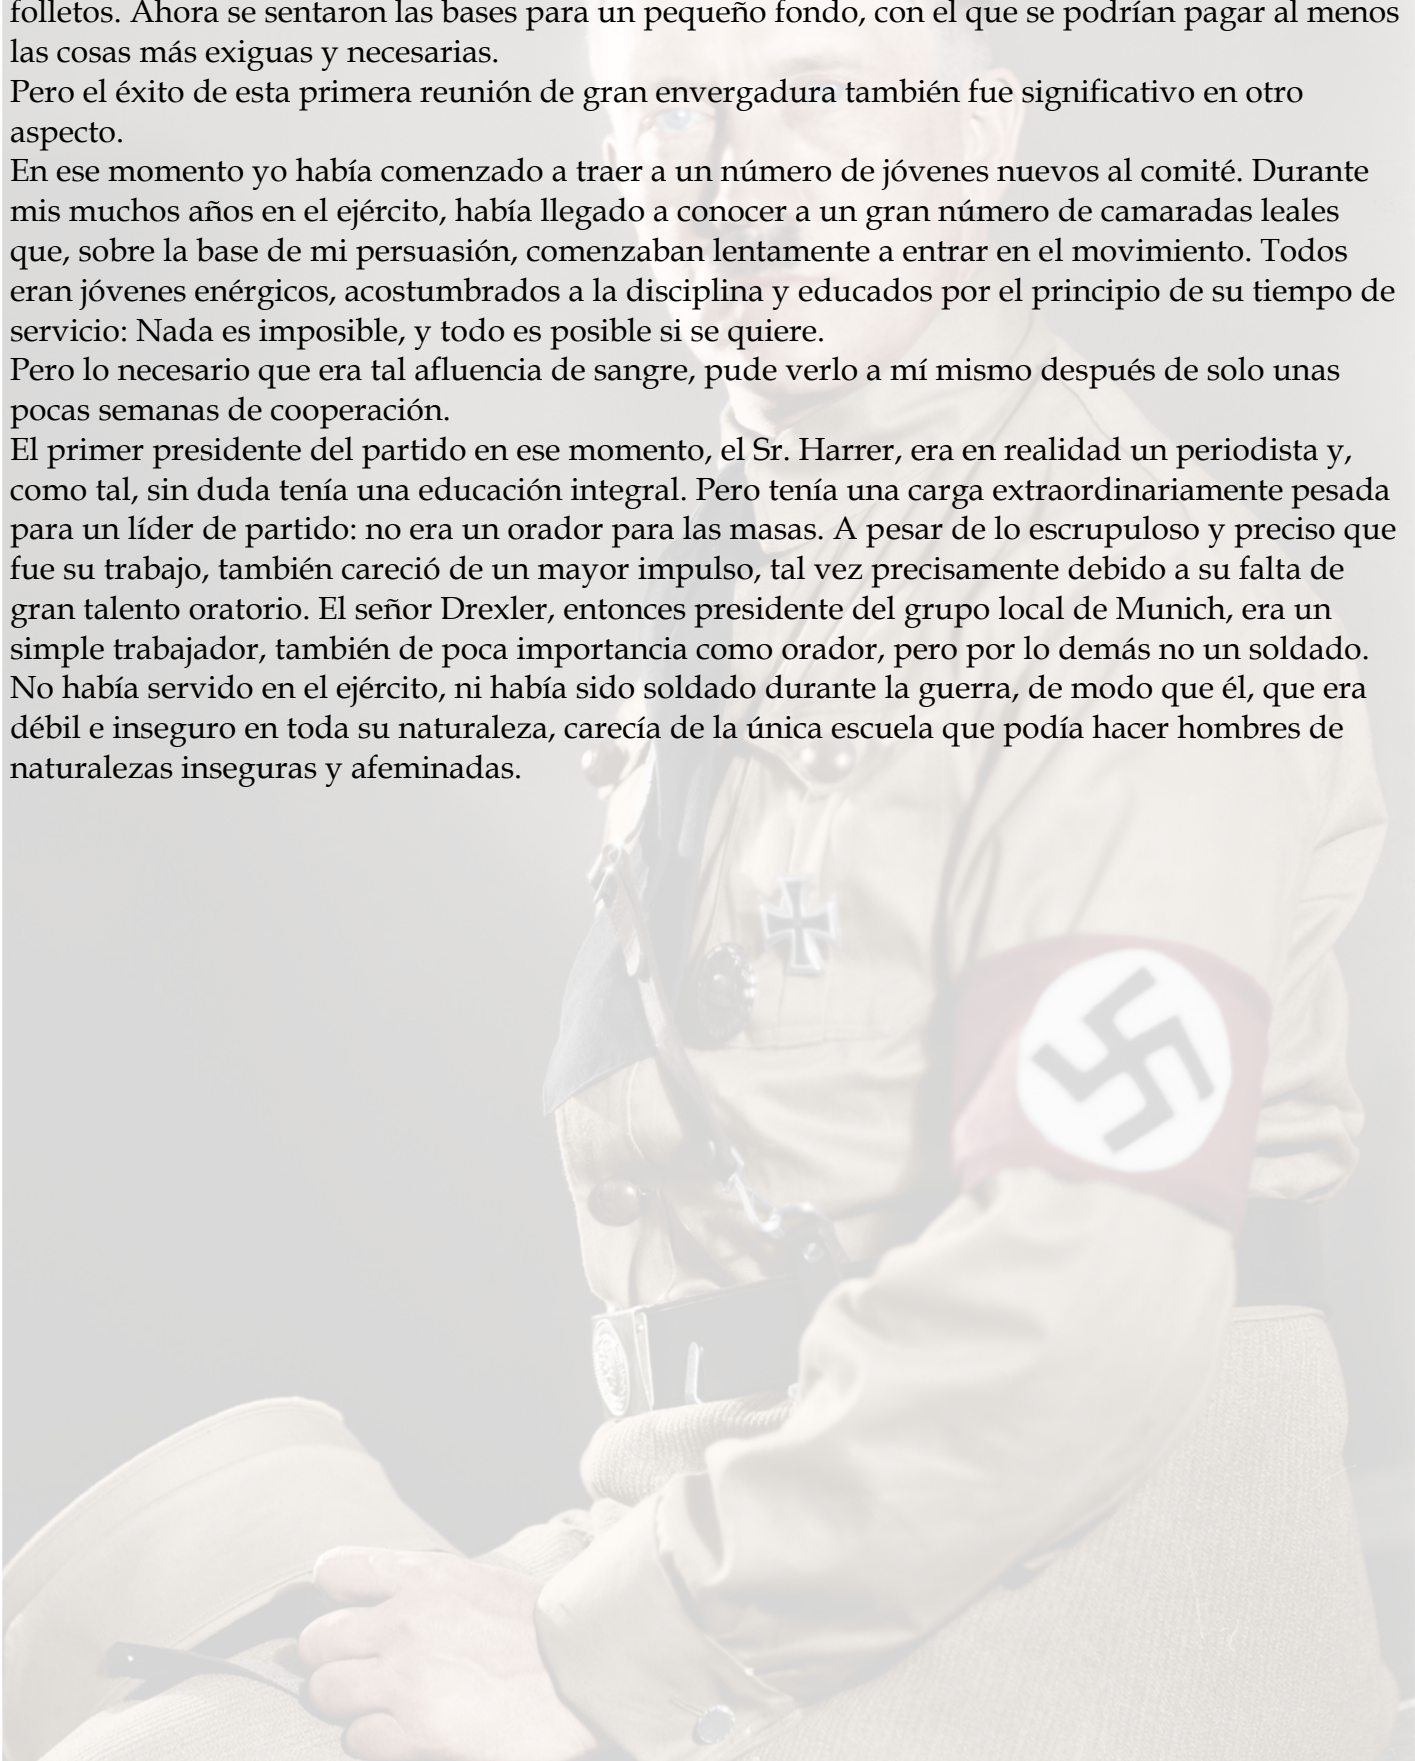 folletos. Ahora se sentaron las bases para un pequeño fondo, con el que se podrían pagar al menos
las cosas más exiguas y necesarias.
Pero el éxito de esta primera reunión de gran envergadura también fue significativo en otro
aspecto.
En ese momento yo había comenzado a traer a un número de jóvenes nuevos al comité. Durante
mis muchos años en el ejército, había llegado a conocer a un gran número de camaradas leales
que, sobre la base de mi persuasión, comenzaban lentamente a entrar en el movimiento. Todos
eran jóvenes enérgicos, acostumbrados a la disciplina y educados por el principio de su tiempo de
servicio: Nada es imposible, y todo es posible si se quiere.
Pero lo necesario que era tal afluencia de sangre, pude verlo a mí mismo después de solo unas
pocas semanas de cooperación.
El primer presidente del partido en ese momento, el Sr. Harrer, era en realidad un periodista y,
como tal, sin duda tenía una educación integral. Pero tenía una carga extraordinariamente pesada
para un líder de partido: no era un orador para las masas. A pesar de lo escrupuloso y preciso que
fue su trabajo, también careció de un mayor impulso, tal vez precisamente debido a su falta de
gran talento oratorio. El señor Drexler, entonces presidente del grupo local de Munich, era un
simple trabajador, también de poca importancia como orador, pero por lo demás no un soldado.
No había servido en el ejército, ni había sido soldado durante la guerra, de modo que él, que era
débil e inseguro en toda su naturaleza, carecía de la única escuela que podía hacer hombres de
naturalezas inseguras y afeminadas.